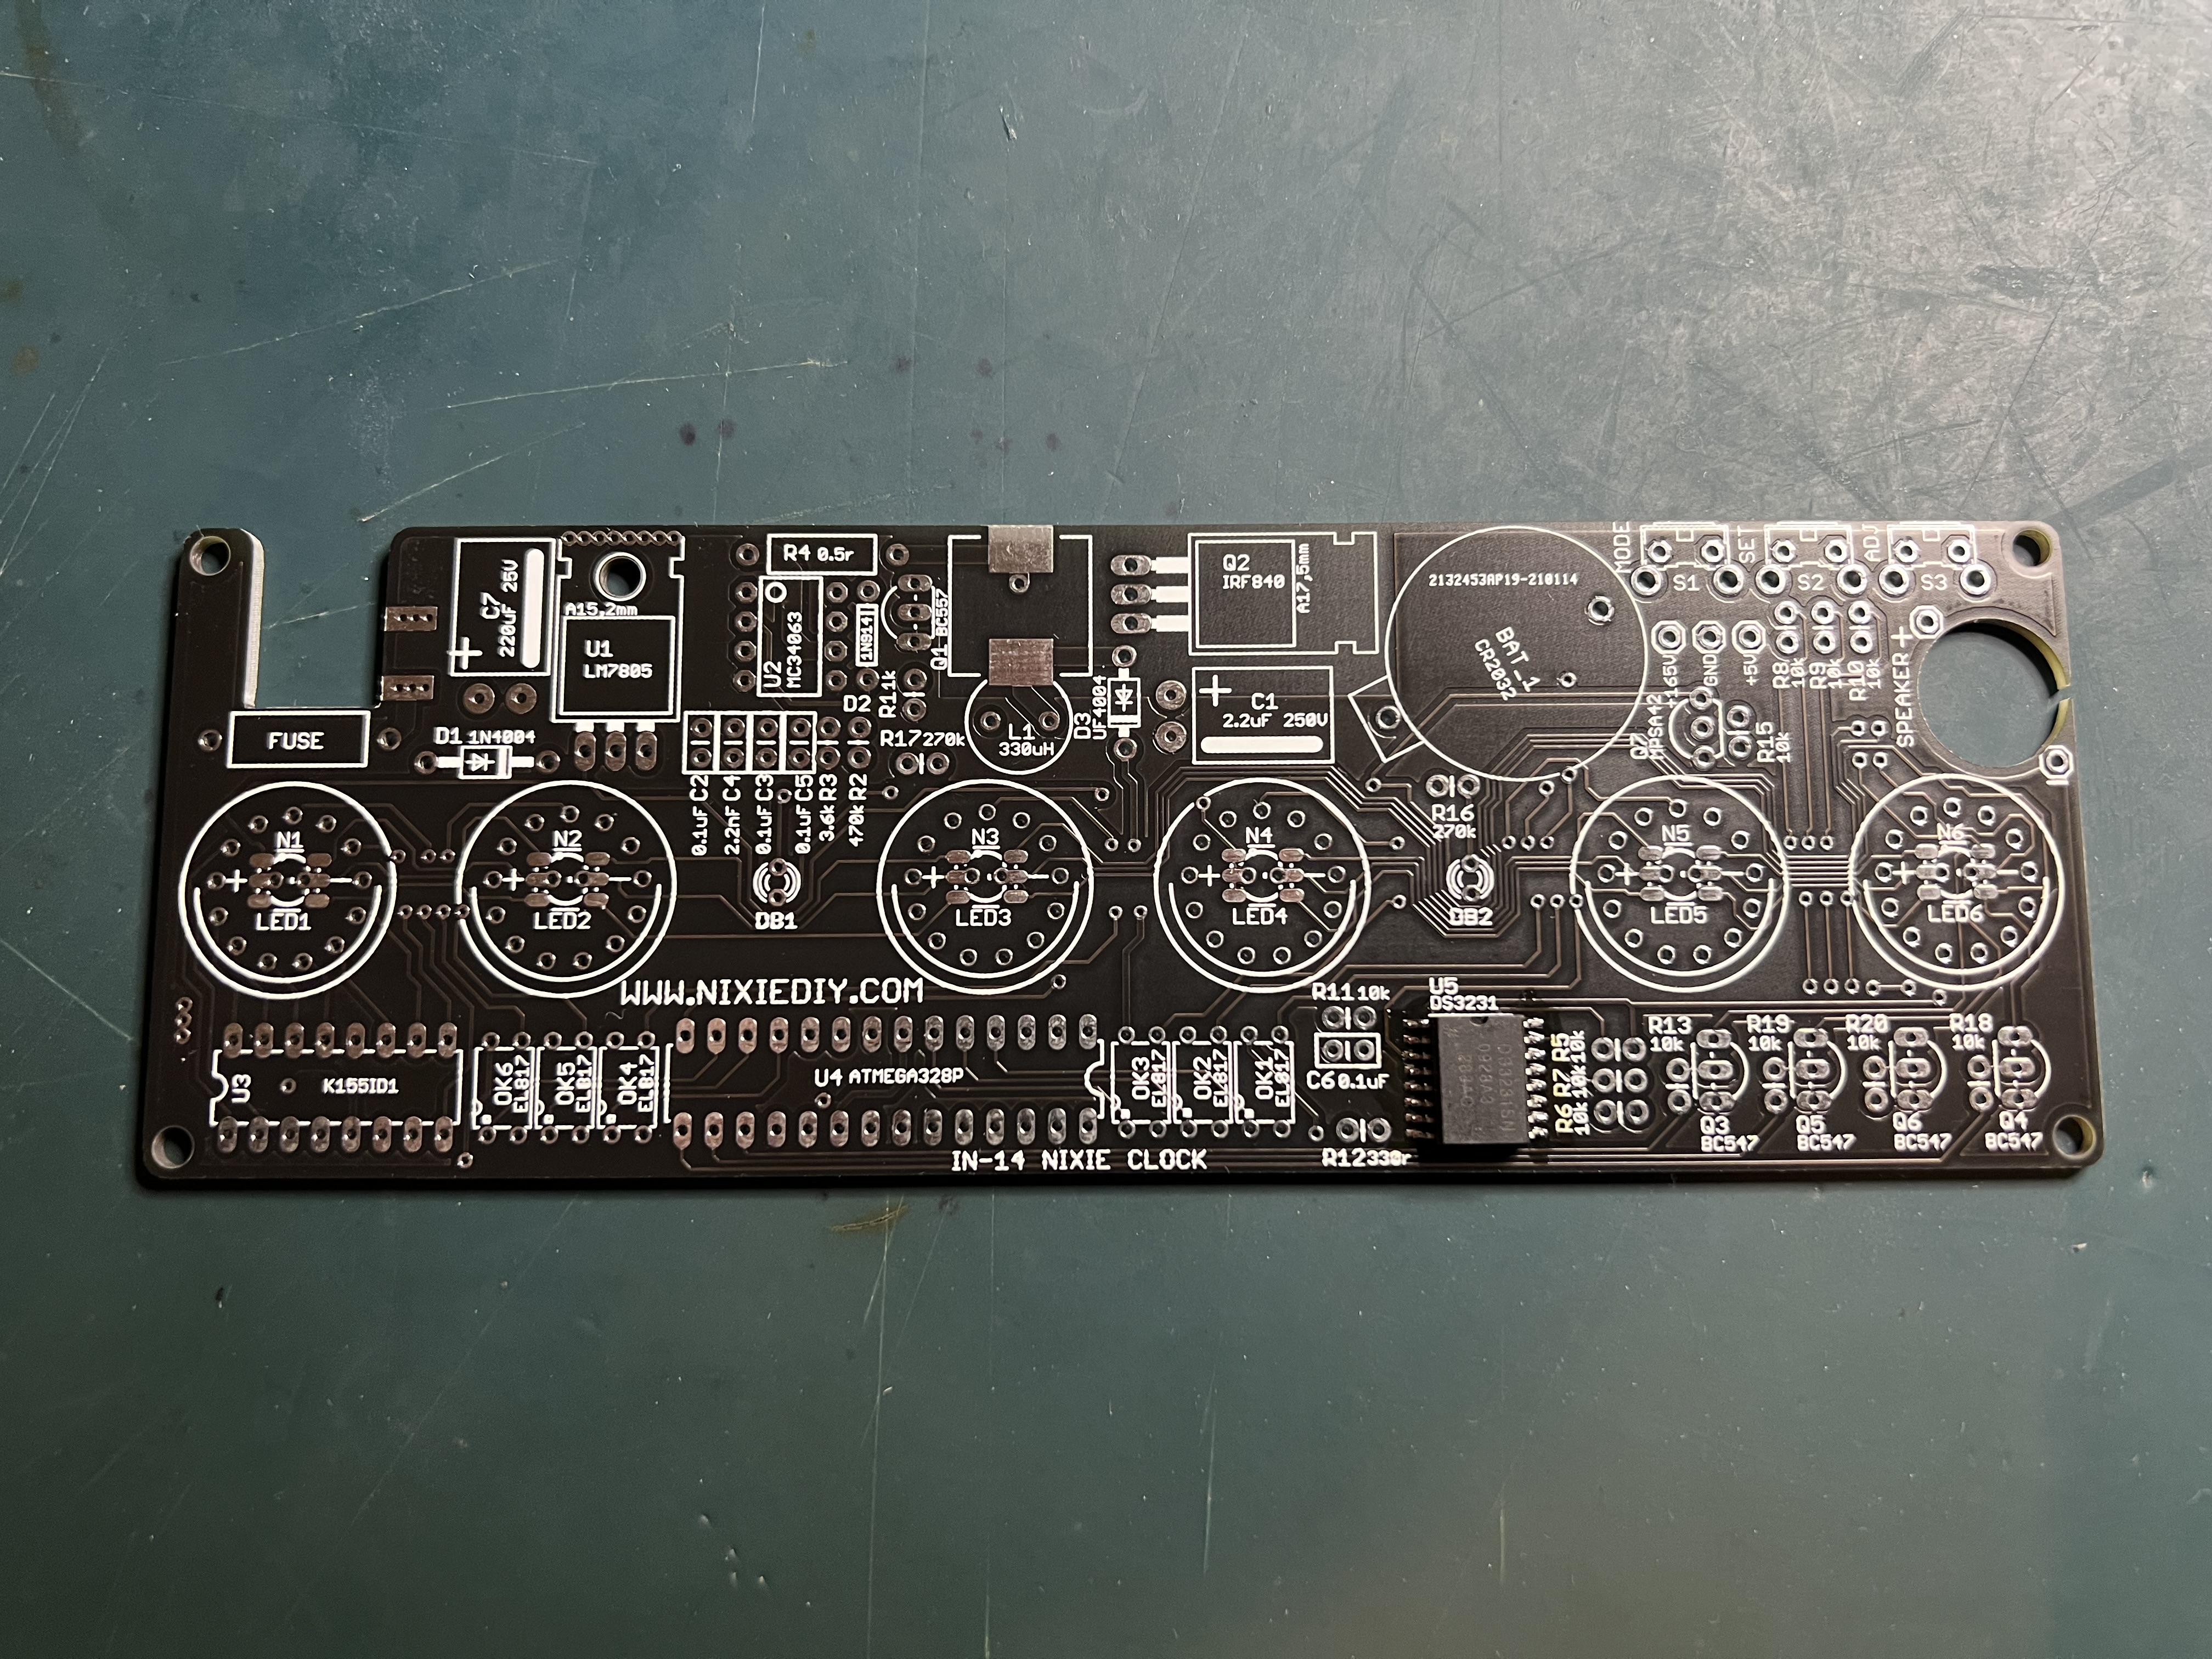 R4 0.5r
C7
220uF 25V
+
A15,2mm
U1
LM7805
U2
MC34063
1N914
D2
Q1 BC557
R1 1k
R17 270k
L1
330uH
D3
UF4004
Q2
IRF840
A17,5mm
+
C1
2.2uF 250V
2132453AP19-210114
BAT_1
CR2032
MODE
S1
SET
S2
ADJ
S3
+165V
GND
+5V
R8
10k
R9
10k
R10
10k
SPEAKER+
Q7
MPSA42
R15
10k
FUSE
D1 1N4004
0.1uF C2
2.2nF C4
0.1uF C3
0.1uF C5
3.6k R3
470k R2
R16
270k
N1
+ −
LED1
N2
+ −
LED2
DB1
N3
+ −
LED3
N4
+ −
LED4
DB2
N5
+ −
LED5
N6
+ −
LED6
WWW.NIXIEDIY.COM
U3
K155ID1
OK6
EL817
OK5
EL817
OK4
EL817
U4 ATMEGA328P
OK3
EL817
OK2
EL817
OK1
EL817
R11 10k
C6 0.1uF
R12 330r
U5
DS3231
R6 R7 R5
10k 10k 10k
R13
10k
Q3
BC547
R19
10k
Q5
BC547
R20
10k
Q6
BC547
R18
10k
Q4
BC547
IN-14 NIXIE CLOCK